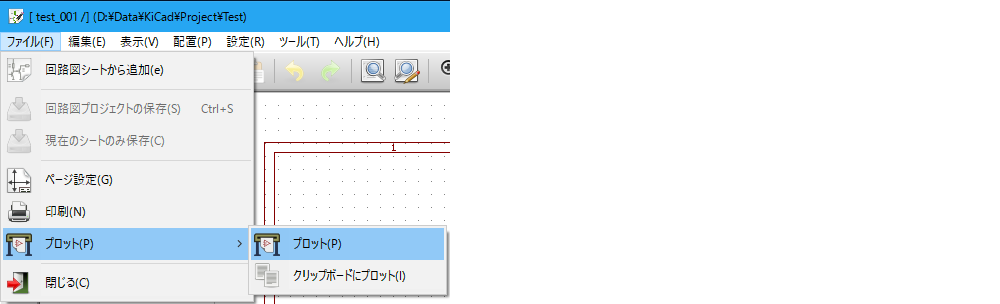 [ test_001 /] (D:¥Data¥KiCad¥Project¥Test)
ファイル(F) 編集(E) 表示(V) 配置(P) 設定(R) ツール(T) ヘルプ(H)
回路図シートから追加(e)
回路図プロジェクトの保存(S) Ctrl+S
現在のシートのみ保存(C)
1
ページ設定(G)
印刷(N)
プロット(P) プロット(P)
クリップボードにプロット(I)
閉じる(C)